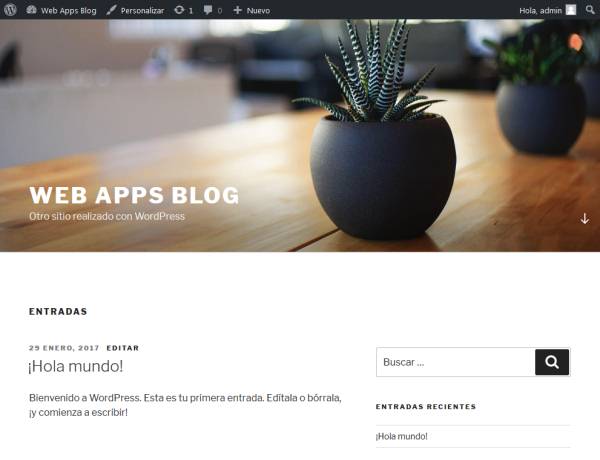 Web Apps Blog Personalizar 1 0 Nuevo Hola, admin
WEB APPS BLOG
Otro sitio realizado con WordPress
ENTRADAS
29 ENERO, 2017 EDITAR
¡Hola mundo!
Bienvenido a WordPress. Esta es tu primera entrada. Edítala o bórrala,
¡y comienza a escribir!
Buscar …
ENTRADAS RECIENTES
¡Hola mundo!